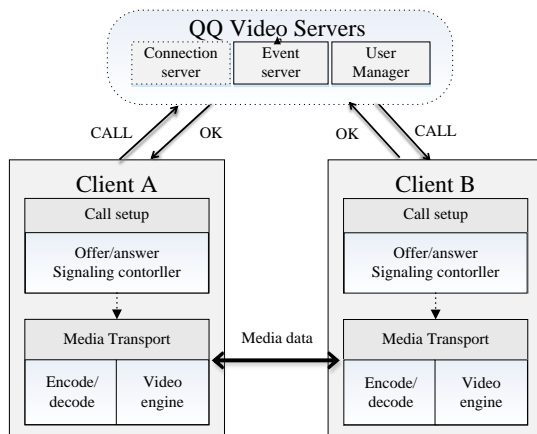 QQ Video Servers
Connection server
Event server
User Manager
CALL
OK
OK
CALL
Client A
Call setup
Offer/answer
Signaling contorller
Media Transport
Encode/
decode
Video
engine
Media data
Client B
Call setup
Offer/answer
Signaling contorller
Media Transport
Encode/
decode
Video
engine